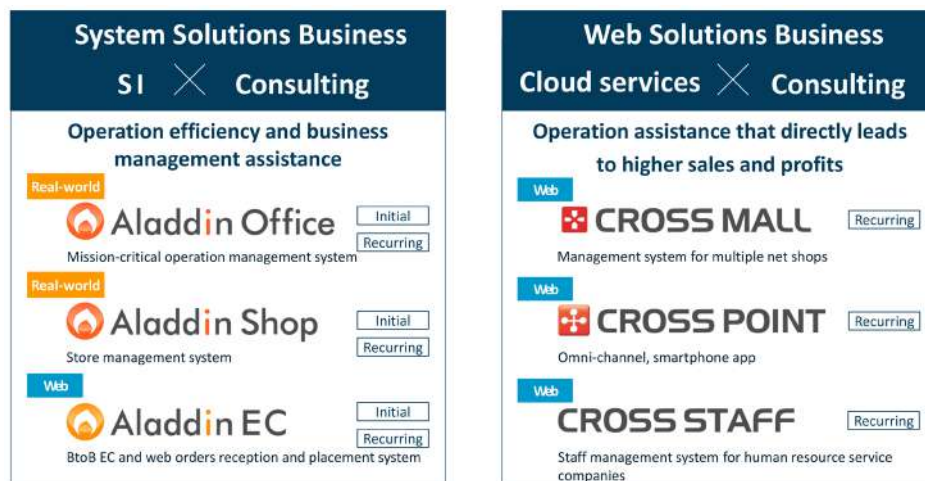 System Solutions Business
SI × Consulting
Operation efficiency and business
management assistance
Real-world
Aladdin Office
Initial
Recurring
Mission-critical operation management system
Real-world
Aladdin Shop
Initial
Recurring
Store management system
Web
Aladdin EC
Initial
Recurring
BtoB EC and web orders reception and placement system
Web Solutions Business
Cloud services × Consulting
Operation assistance that directly leads
to higher sales and profits
Web
CROSS MALL
Recurring
Management system for multiple net shops
Web
CROSS POINT
Recurring
Omni-channel, smartphone app
Web
CROSS STAFF
Recurring
Staff management system for human resource service
companies